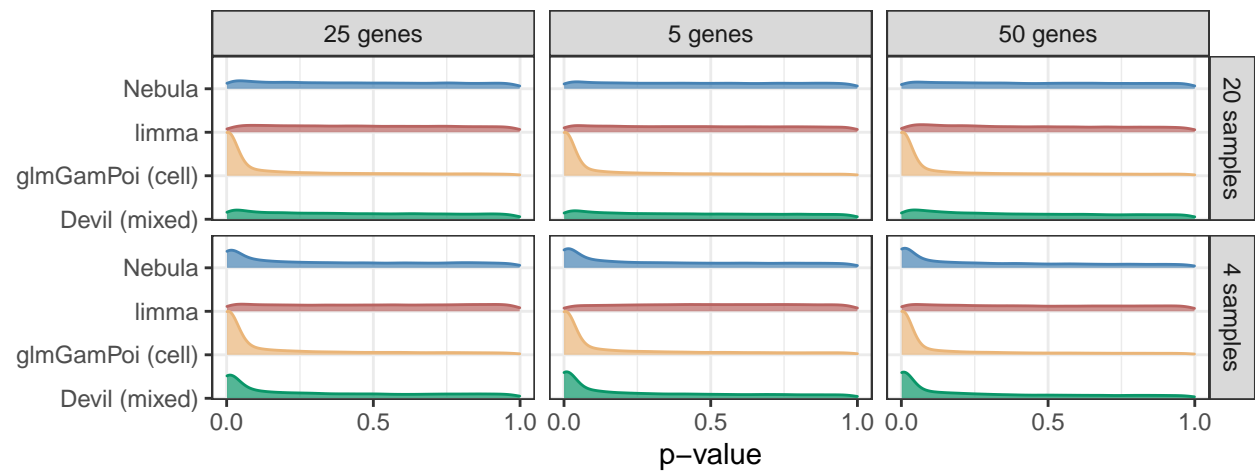 25 genes
5 genes
50 genes
Nebula
limma
glmGamPoi (cell)
Devil (mixed)
20 samples
Nebula
limma
glmGamPoi (cell)
Devil (mixed)
4 samples
0.0 0.5 1.0
0.0 0.5 1.0
0.0 0.5 1.0
p−value